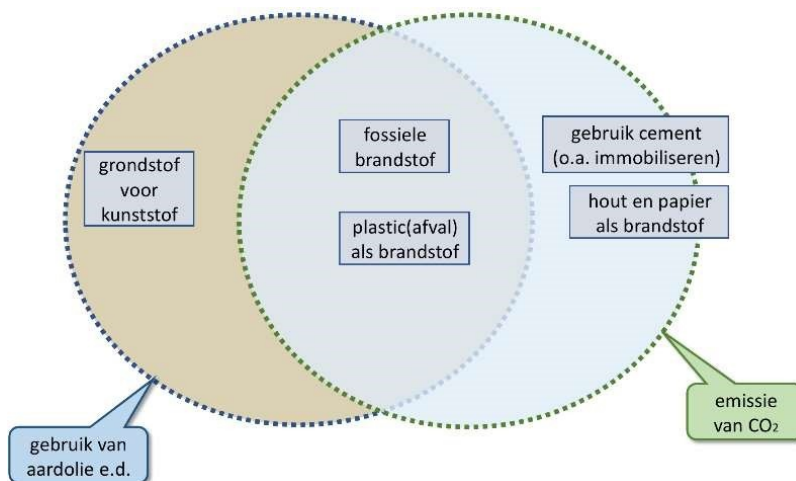 grondstof
voor
kunststof
fossiele
brandstof
plastic(afval)
als brandstof
gebruik cement
(o.a. immobiliseren)
hout en papier
als brandstof
gebruik van
aardolie e.d.
emissie
van CO₂